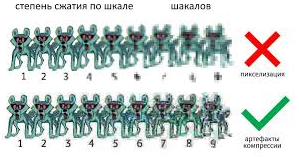 степень сжатия по шкале шакалов
1 2 3 4 5
пикселизация
1 2 3 4 5 6 7 8 9
артефакты
компрессии